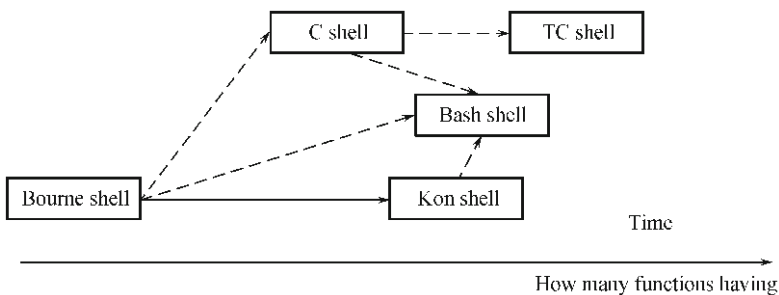 C shell
TC shell
Bash shell
Bourne shell
Kon shell
Time
How many functions having